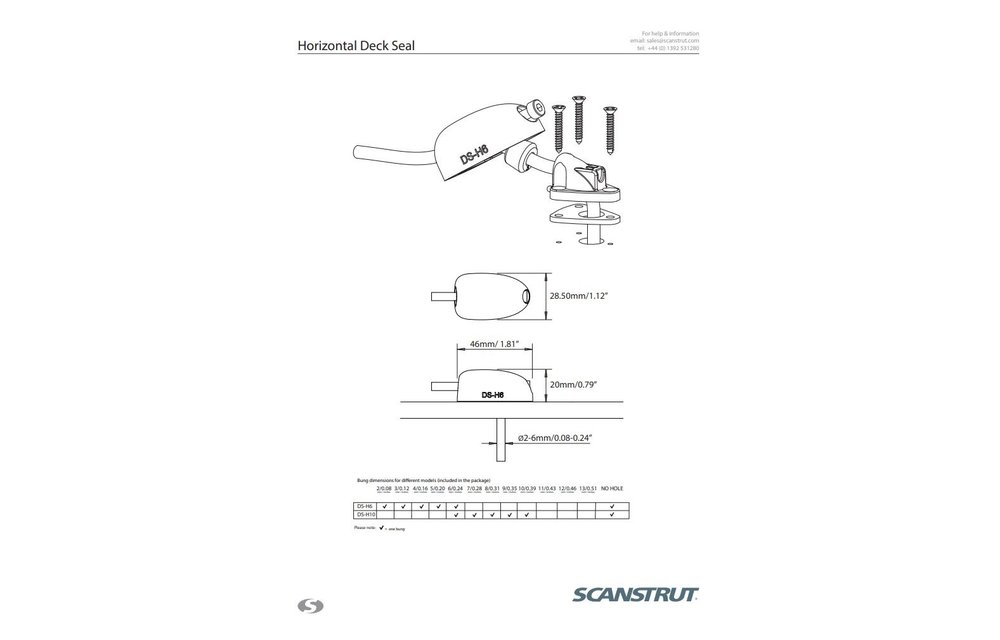 For help & information
Horizontal Deck Seal
email: sales@scanstrut.com
tel: +44 (0) 1392 531280
DS-H6
28.50mm/1.12"
46mm/ 1.81"
20mm/0.79"
DS-H6
Ø2-6mm/0.08-0.24"
Bung dimensions for different models (included in the package)
2/0.08 3/0.12 4/0.16 5/0.20 6/0.24 7/0.28 8/0.31 9/0.35 10/0.39 11/0.43 12/0.46 13/0.51 NO HOLE
DS-H6 ✔ ✔ ✔ ✔ ✔ ✔
DS-H10 ✔ ✔ ✔ ✔ ✔ ✔
Please note: ✔ = one bung
S
SCANSTRUT